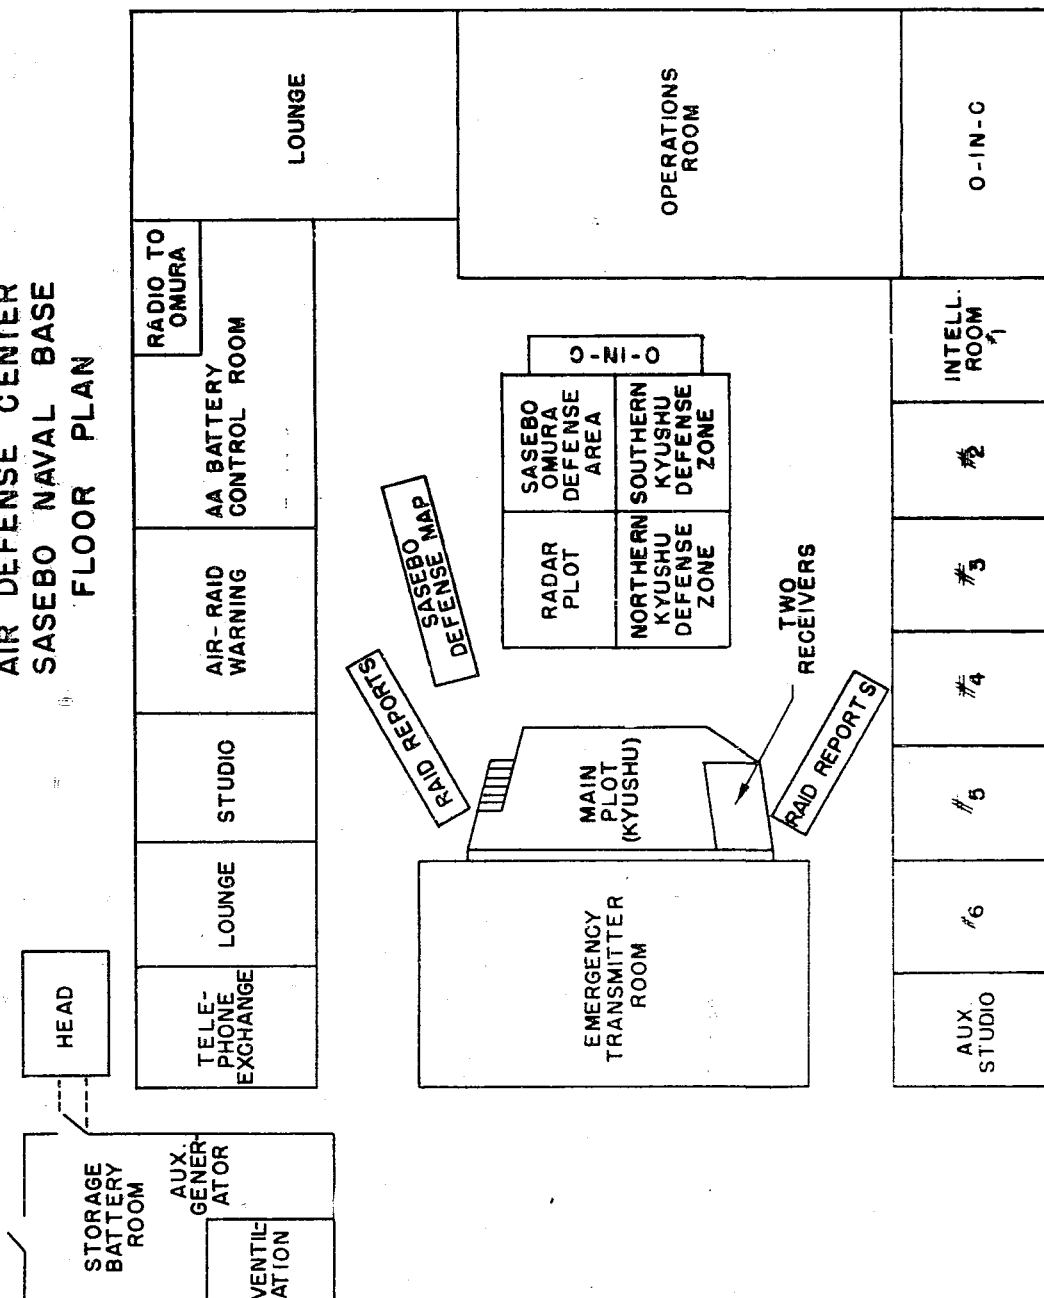 AIR DEFENSE CENTER
SASEBO NAVAL BASE
FLOOR PLAN
HEAD
STORAGE
BATTERY
ROOM
AUX.
GENER-
ATOR
VENTIL-
ATION
TELE-
PHONE
EXCHANGE
LOUNGE
STUDIO
AIR-RAID
WARNING
AA BATTERY
CONTROL ROOM
RADIO TO
OMURA
LOUNGE
RAID REPORTS
SASEBO
DEFENSE MAP
EMERGENCY
TRANSMITTER
ROOM
MAIN
PLOT
(KYUSHU)
RADAR
PLOT
SASEBO
OMURA
DEFENSE
AREA
NORTHERN
KYUSHU
DEFENSE
ZONE
SOUTHERN
KYUSHU
DEFENSE
ZONE
O-IN-C
OPERATIONS
ROOM
TWO
RECEIVERS
RAID REPORTS
AUX.
STUDIO
#6
#5
#4
#3
#2
INTELL.
ROOM
#1
O-IN-C